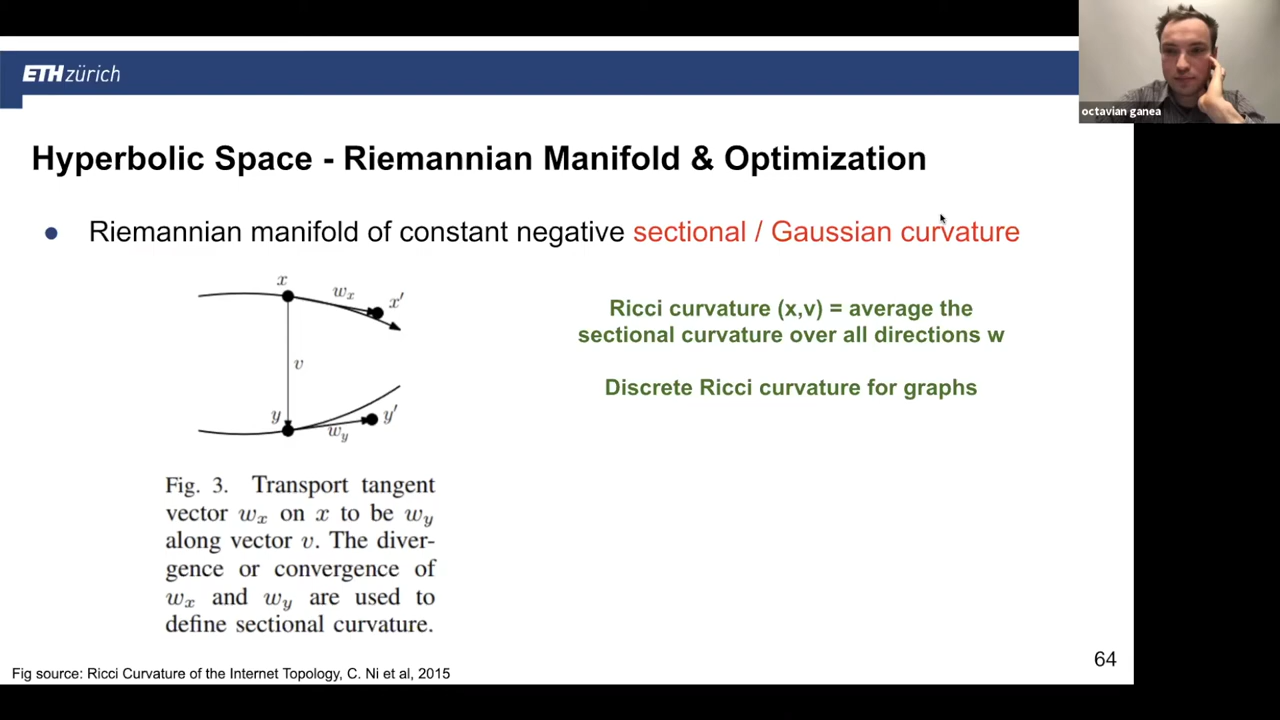 ETH zürich
octavian ganea
Hyperbolic Space - Riemannian Manifold & Optimization
● Riemannian manifold of constant negative sectional / Gaussian curvature
x
w_x
x′
v
y
w_y
y′
Ricci curvature (x,v) = average the
sectional curvature over all directions w
Discrete Ricci curvature for graphs
Fig. 3. Transport tangent
vector w_x on x to be w_y
along vector v. The diver-
gence or convergence of
w_x and w_y are used to
define sectional curvature.
64
Fig source: Ricci Curvature of the Internet Topology, C. Ni et al, 2015